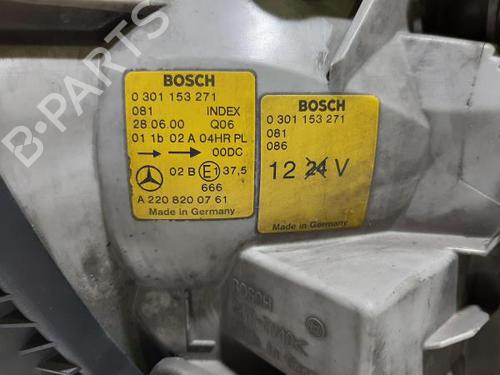 BOSCH
0 301 153 271
081 INDEX
28.06.00 Q06
01 1b 02 A 04HR PL
00DC
02 B E1 37,5
666
A 220 820 07 61
Made in Germany
BOSCH
0 301 153 271
081
086
12 24 V
Made in Germany
BOSCH
B-PARTS